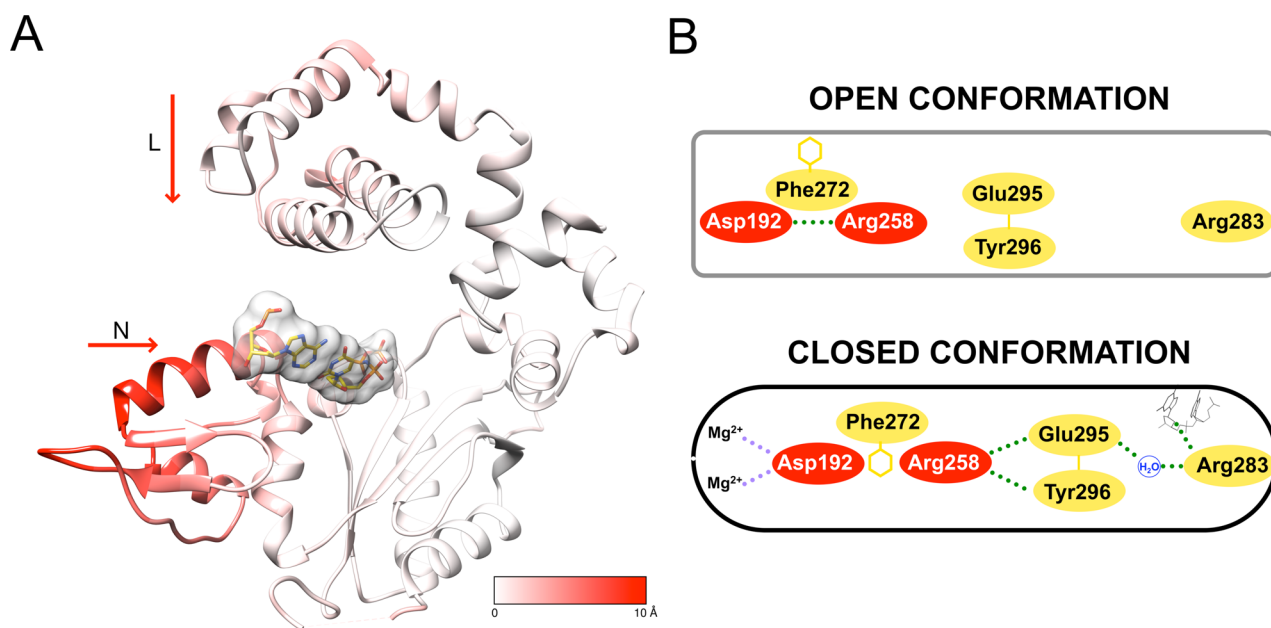 A
L
N
0
10 Å
B
OPEN CONFORMATION
Phe272
Asp192
Arg258
Glu295
Tyr296
Arg283
CLOSED CONFORMATION
Mg²⁺
Mg²⁺
Phe272
Asp192
Arg258
Glu295
Tyr296
H₂O
Arg283